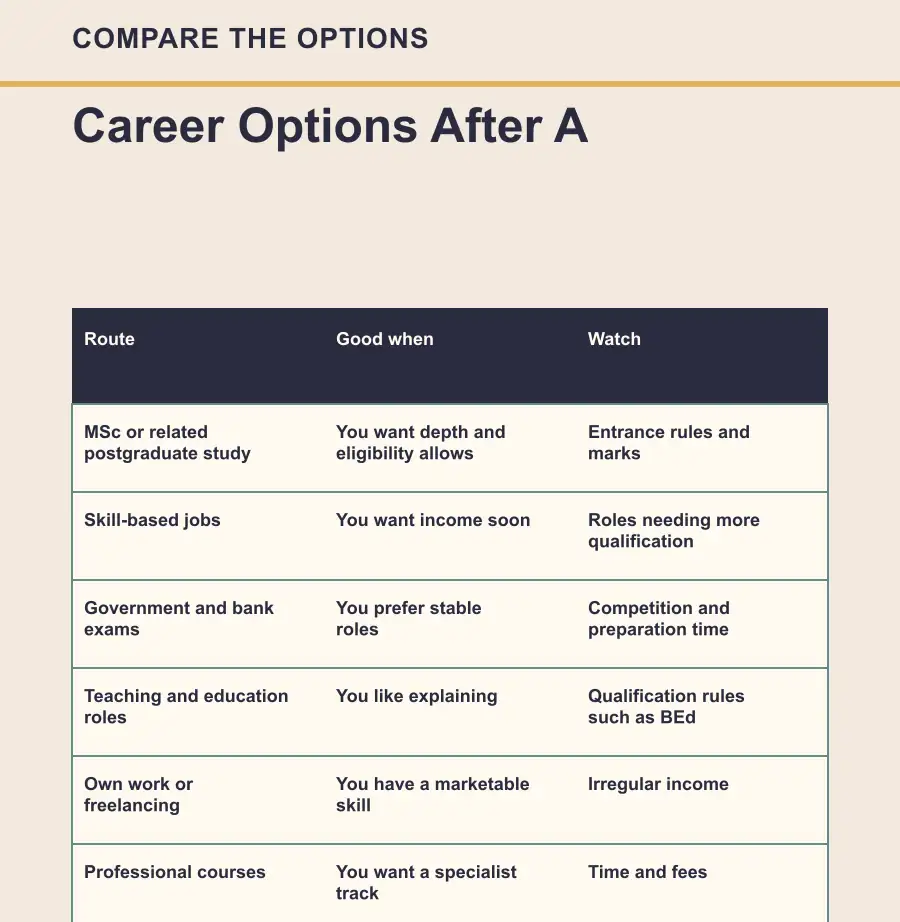 COMPARE THE OPTIONS
Career Options After A
Route
Good when
Watch
MSc or related
postgraduate study
You want depth and
eligibility allows
Entrance rules and
marks
Skill-based jobs
You want income soon
Roles needing more
qualification
Government and bank
exams
You prefer stable
roles
Competition and
preparation time
Teaching and education
roles
You like explaining
Qualification rules
such as BEd
Own work or
freelancing
You have a marketable
skill
Irregular income
Professional courses
You want a specialist
track
Time and fees